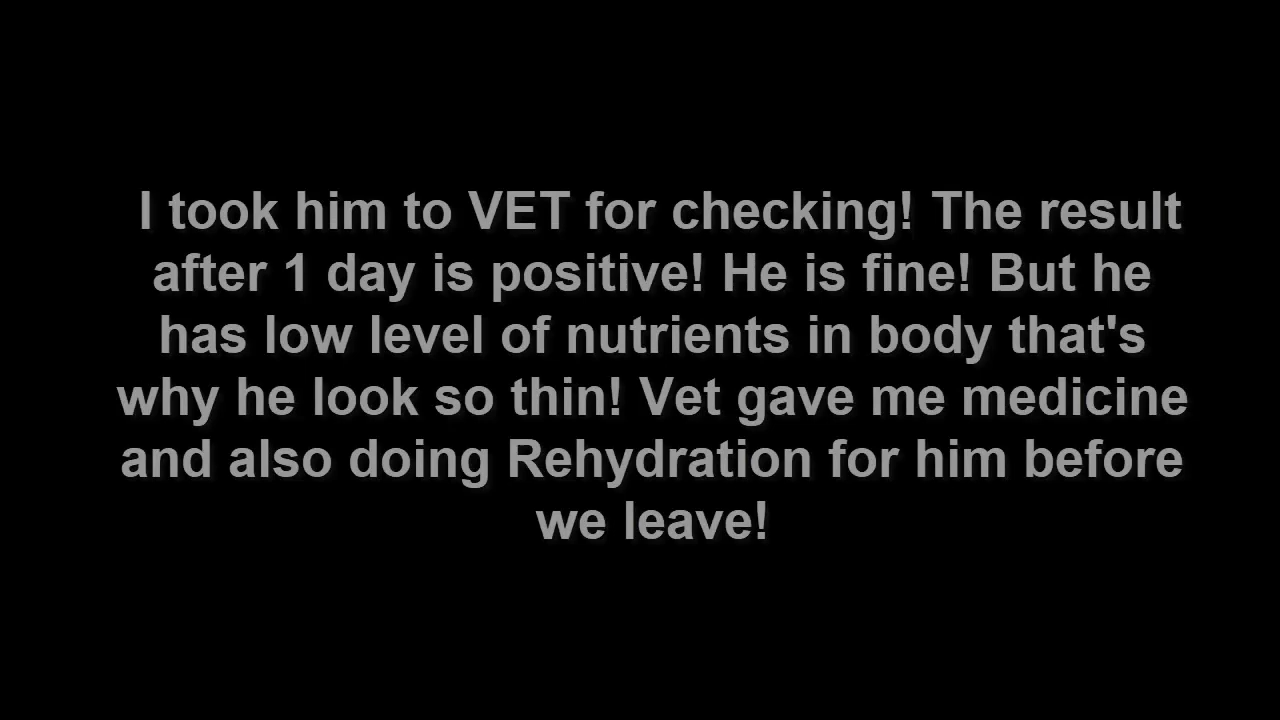 I took him to VET for checking! The result
after 1 day is positive! He is fine! But he
has low level of nutrients in body that's
why he look so thin! Vet gave me medicine
and also doing Rehydration for him before
we leave!